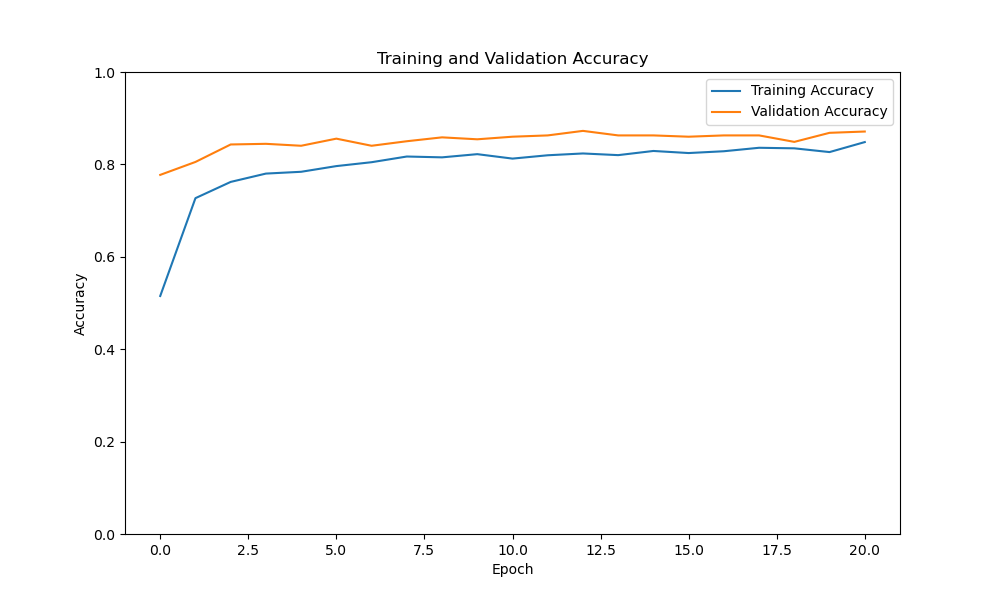 Training and Validation Accuracy
Training Accuracy
Validation Accuracy
Accuracy
1.0
0.8
0.6
0.4
0.2
0.0
0.0 2.5 5.0 7.5 10.0 12.5 15.0 17.5 20.0
Epoch